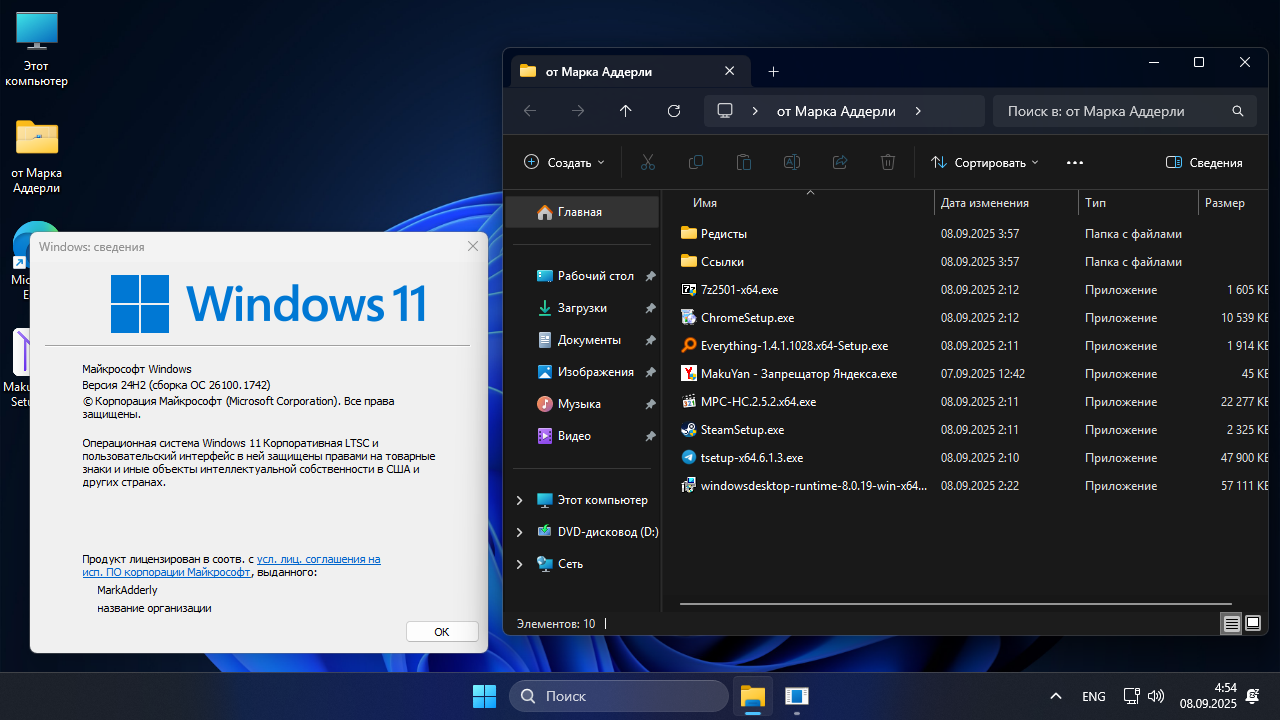 Этот
компьютер
от Марка
Аддерли
Windows: сведения
Windows 11
Майкрософт Windows
Версия 24H2 (сборка ОС 26100.1742)
© Корпорация Майкрософт (Microsoft Corporation). Все права
защищены.
Операционная система Windows 11 Корпоративная LTSC и
пользовательский интерфейс в ней защищены правами на товарные
знаки и иные объекты интеллектуальной собственности в США и
других странах.
Продукт лицензирован в соотв. с усл. лиц. соглашения на
исп. ПО корпорации Майкрософт, выданного:
MarkAdderly
название организации
ОК
от Марка Аддерли
от Марка Аддерли
Поиск в: от Марка Аддерли
Создать
Сортировать
Сведения
Главная
Рабочий стол
Загрузки
Документы
Изображения
Музыка
Видео
Этот компьютер
DVD-дисковод (D:)
Сеть
Имя Дата изменения Тип Размер
Редисты 08.09.2025 3:57 Папка с файлами
Ссылки 08.09.2025 3:57 Папка с файлами
7z2501-x64.exe 08.09.2025 2:12 Приложение 1 605 КБ
ChromeSetup.exe 08.09.2025 2:12 Приложение 10 539 КБ
Everything-1.4.1.1028.x64-Setup.exe 08.09.2025 2:11 Приложение 1 914 КБ
MakuYan - Запрещатор Яндекса.exe 07.09.2025 12:42 Приложение 45 КБ
MPC-HC.2.5.2.x64.exe 08.09.2025 2:11 Приложение 22 277 КБ
SteamSetup.exe 08.09.2025 2:11 Приложение 2 325 КБ
tsetup-x64.6.1.3.exe 08.09.2025 2:10 Приложение 47 900 КБ
windowsdesktop-runtime-8.0.19-win-x64... 08.09.2025 2:22 Приложение 57 111 КБ
Элементов: 10
Поиск
ENG
4:54
08.09.2025